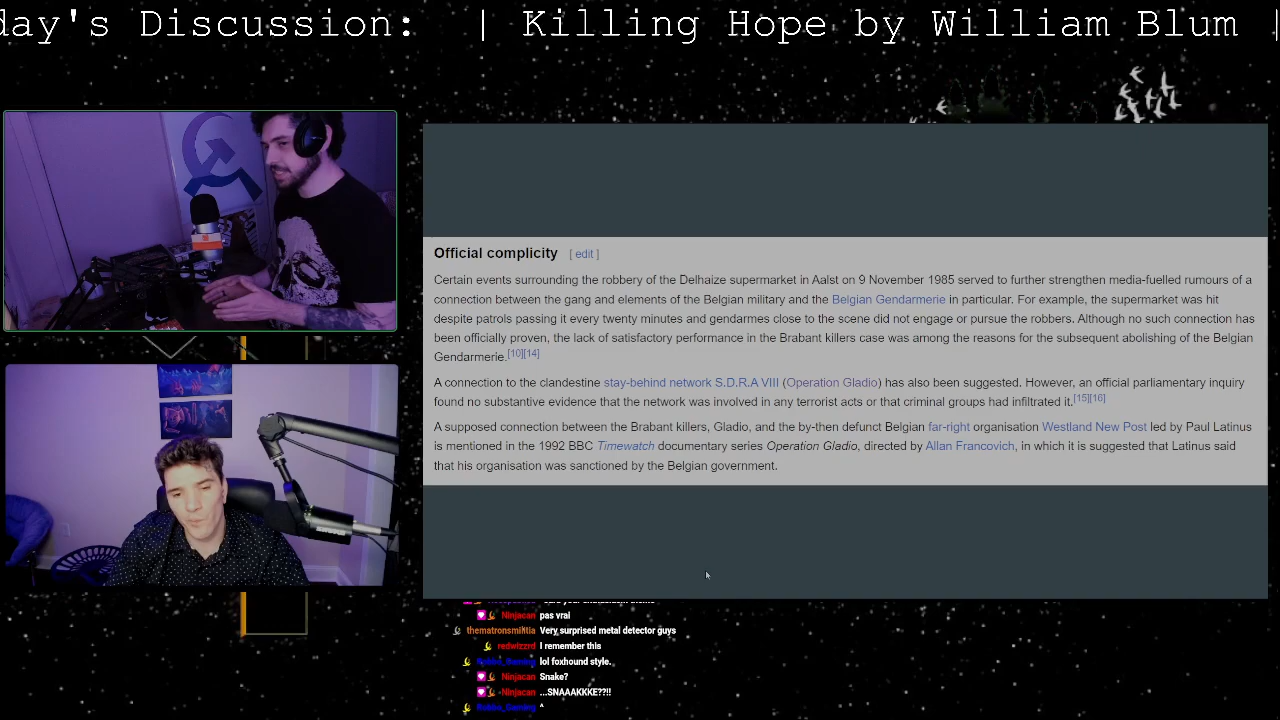 day's Discussion: | Killing Hope by William Blum |
Official complicity [ edit ]
Certain events surrounding the robbery of the Delhaize supermarket in Aalst on 9 November 1985 served to further strengthen media-fuelled rumours of a
connection between the gang and elements of the Belgian military and the Belgian Gendarmerie in particular. For example, the supermarket was hit
despite patrols passing it every twenty minutes and gendarmes close to the scene did not engage or pursue the robbers. Although no such connection has
been officially proven, the lack of satisfactory performance in the Brabant killers case was among the reasons for the subsequent abolishing of the Belgian
Gendarmerie.[10][14]
A connection to the clandestine stay-behind network S.D.R.A VIII (Operation Gladio) has also been suggested. However, an official parliamentary inquiry
found no substantive evidence that the network was involved in any terrorist acts or that criminal groups had infiltrated it.[15][16]
A supposed connection between the Brabant killers, Gladio, and the by-then defunct Belgian far-right organisation Westland New Post led by Paul Latinus
is mentioned in the 1992 BBC Timewatch documentary series Operation Gladio, directed by Allan Francovich, in which it is suggested that Latinus said
that his organisation was sanctioned by the Belgian government.
Ninjacan pas vrai
thematronsmilitia Very surprised metal detector guys
redwizzrd I remember this
lol foxhound style.
Ninjacan Snake?
Ninjacan ...SNAAAKKKE??!!
^